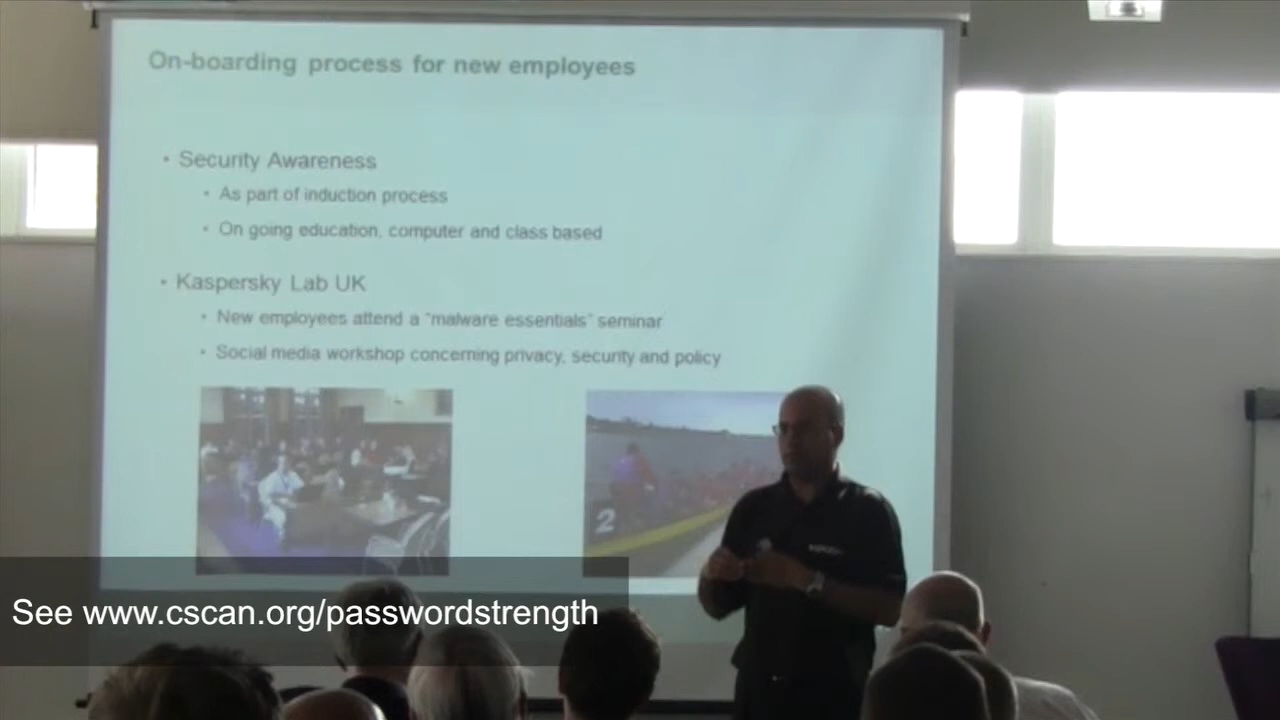 On-boarding process for new employees
• Security Awareness
• As part of induction process
• On going education, computer and class based
• Kaspersky Lab UK
• New employees attend a "malware essentials" seminar
• Social media workshop concerning privacy, security and policy
2
See www.cscan.org/passwordstrength